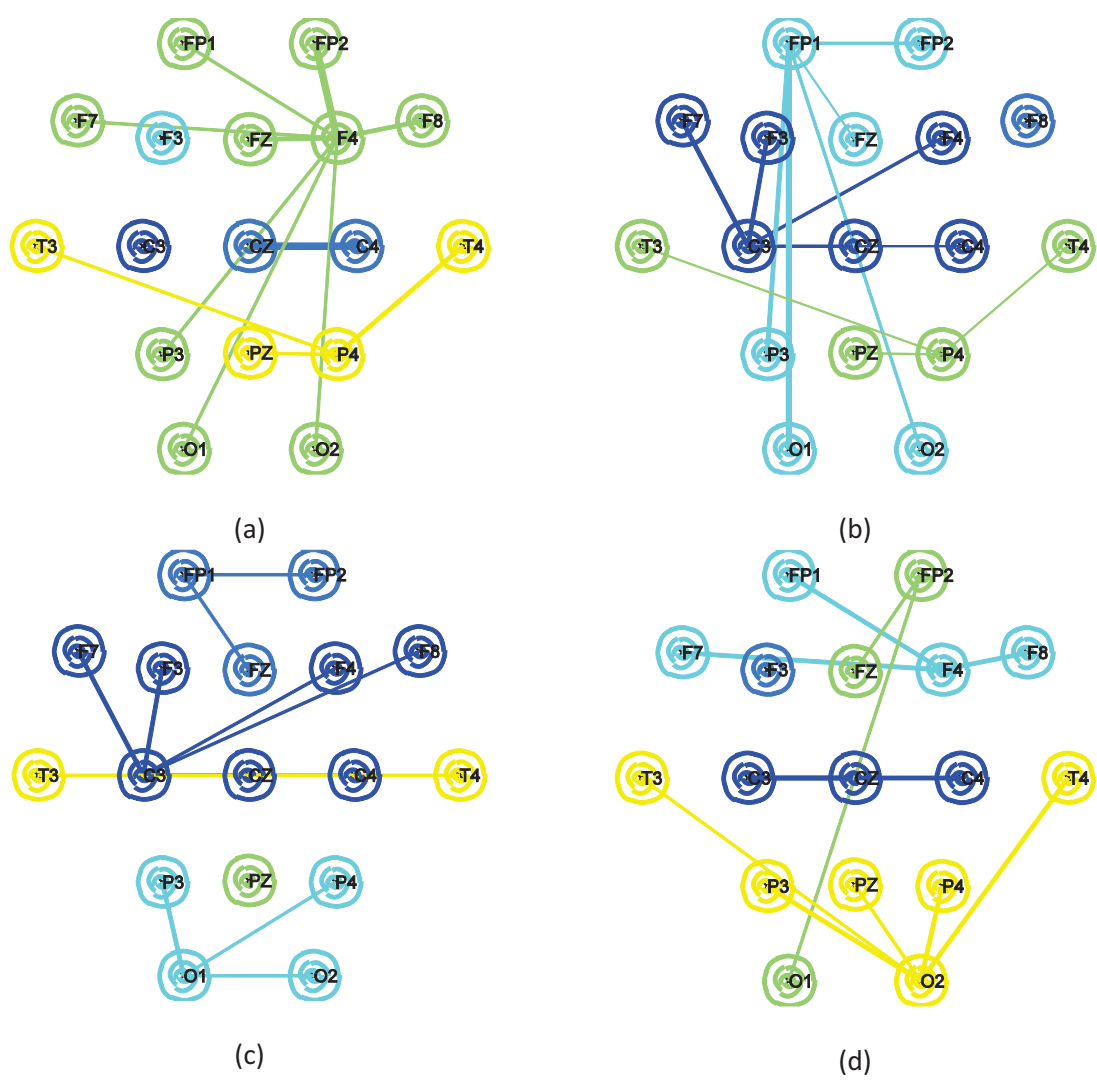 FP1 FP2
F7 F3 FZ F4 F8
T3 C3 CZ C4 T4
P3 PZ P4
O1 O2
(a)
FP1 FP2
F7 F3 FZ F4 F8
T3 C3 CZ C4 T4
P3 PZ P4
O1 O2
(b)
FP1 FP2
F7 F3 FZ F4 F8
T3 C3 CZ C4 T4
P3 PZ P4
O1 O2
(c)
FP1 FP2
F7 F3 FZ F4 F8
T3 C3 CZ C4 T4
P3 PZ P4
O1 O2
(d)